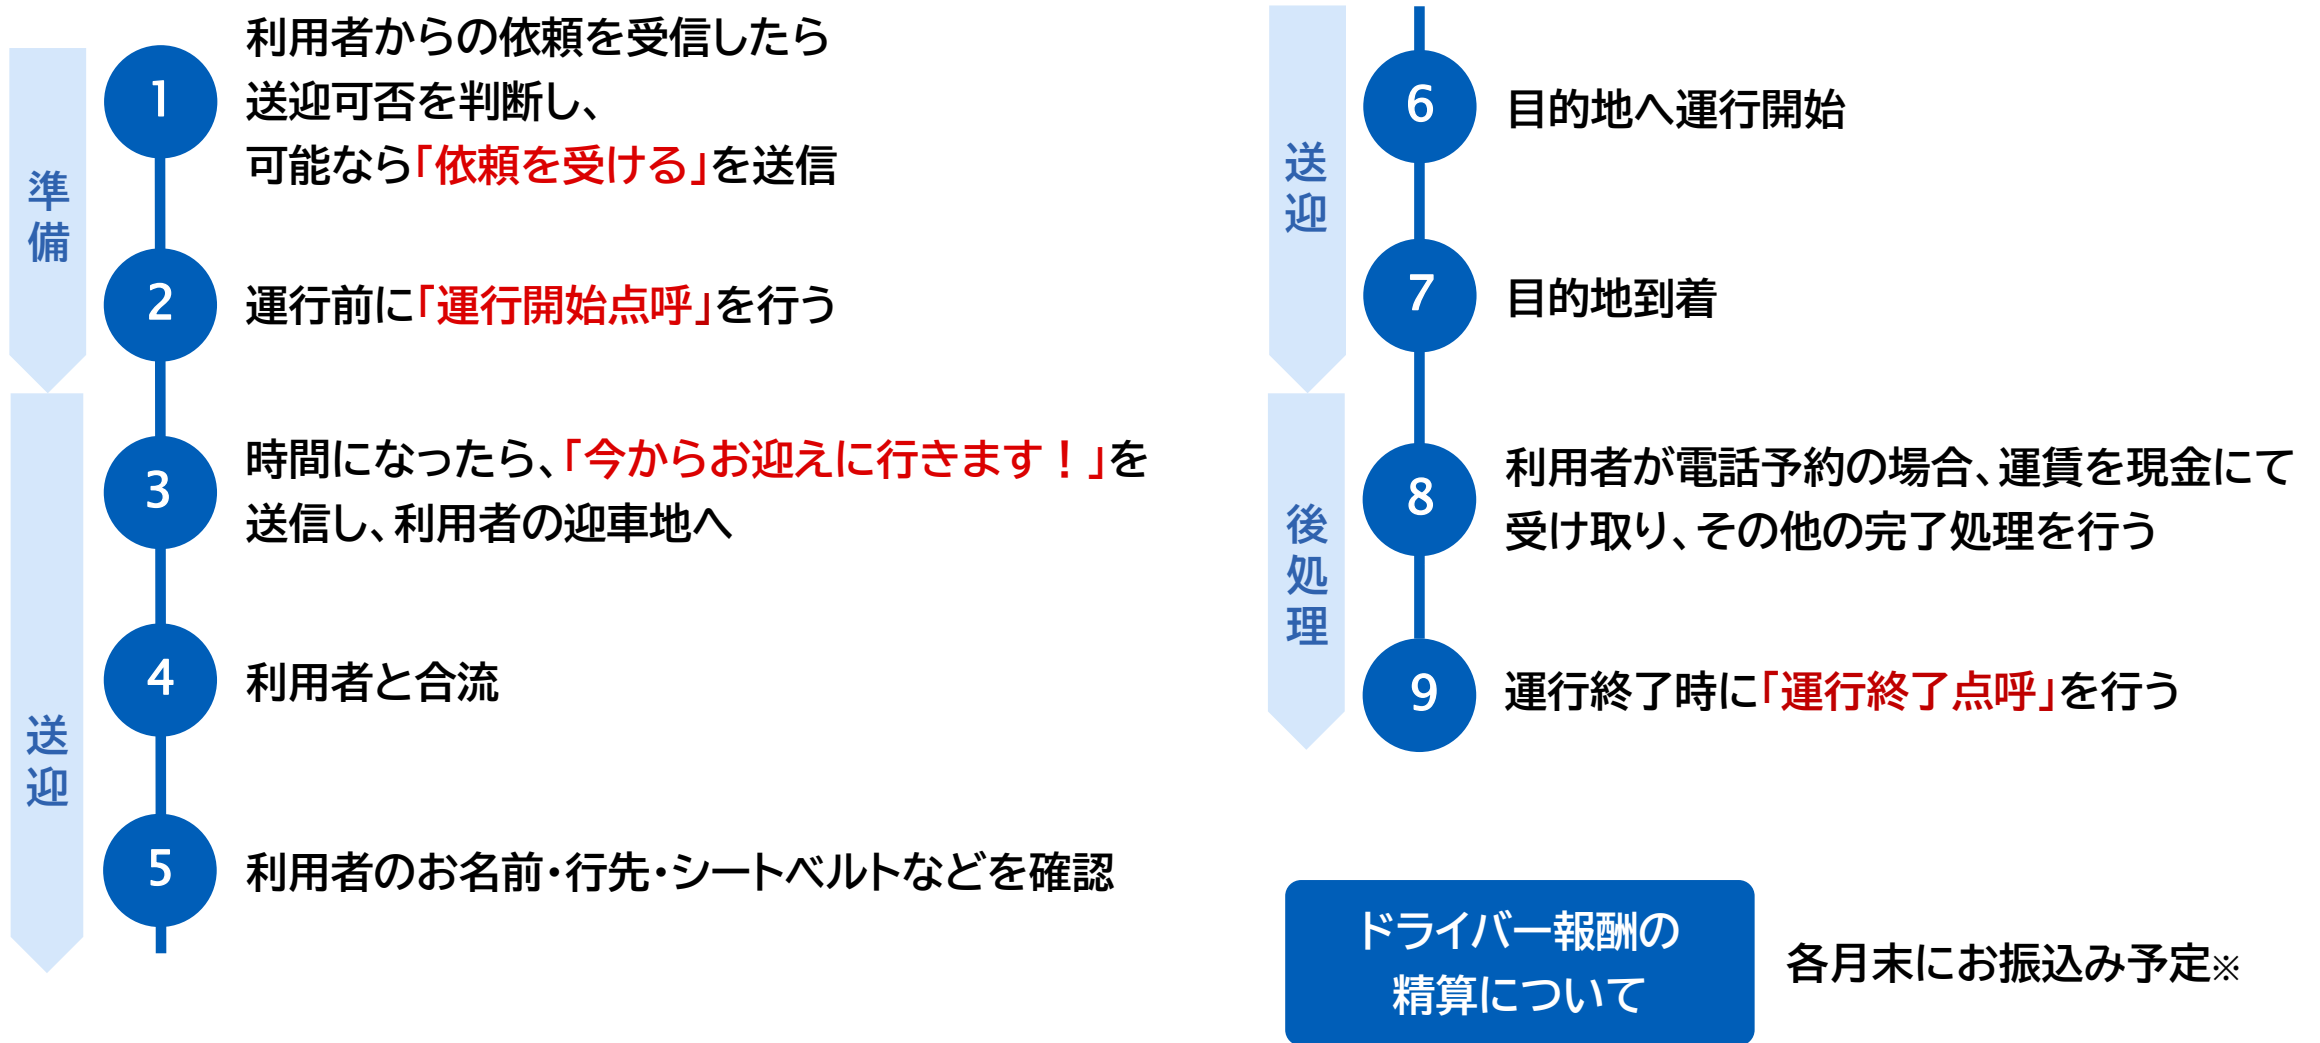 準備
1
利用者からの依頼を受信したら
送迎可否を判断し、
可能なら「依頼を受ける」を送信
2
運行前に「運行開始点呼」を行う
送迎
3
時間になったら、「今からお迎えに行きます！」を
送信し、利用者の迎車地へ
4
利用者と合流
5
利用者のお名前・行先・シートベルトなどを確認
送迎
6
目的地へ運行開始
7
目的地到着
後処理
8
利用者が電話予約の場合、運賃を現金にて
受け取り、その他の完了処理を行う
9
運行終了時に「運行終了点呼」を行う
ドライバー報酬の
精算について
各月末にお振込み予定※